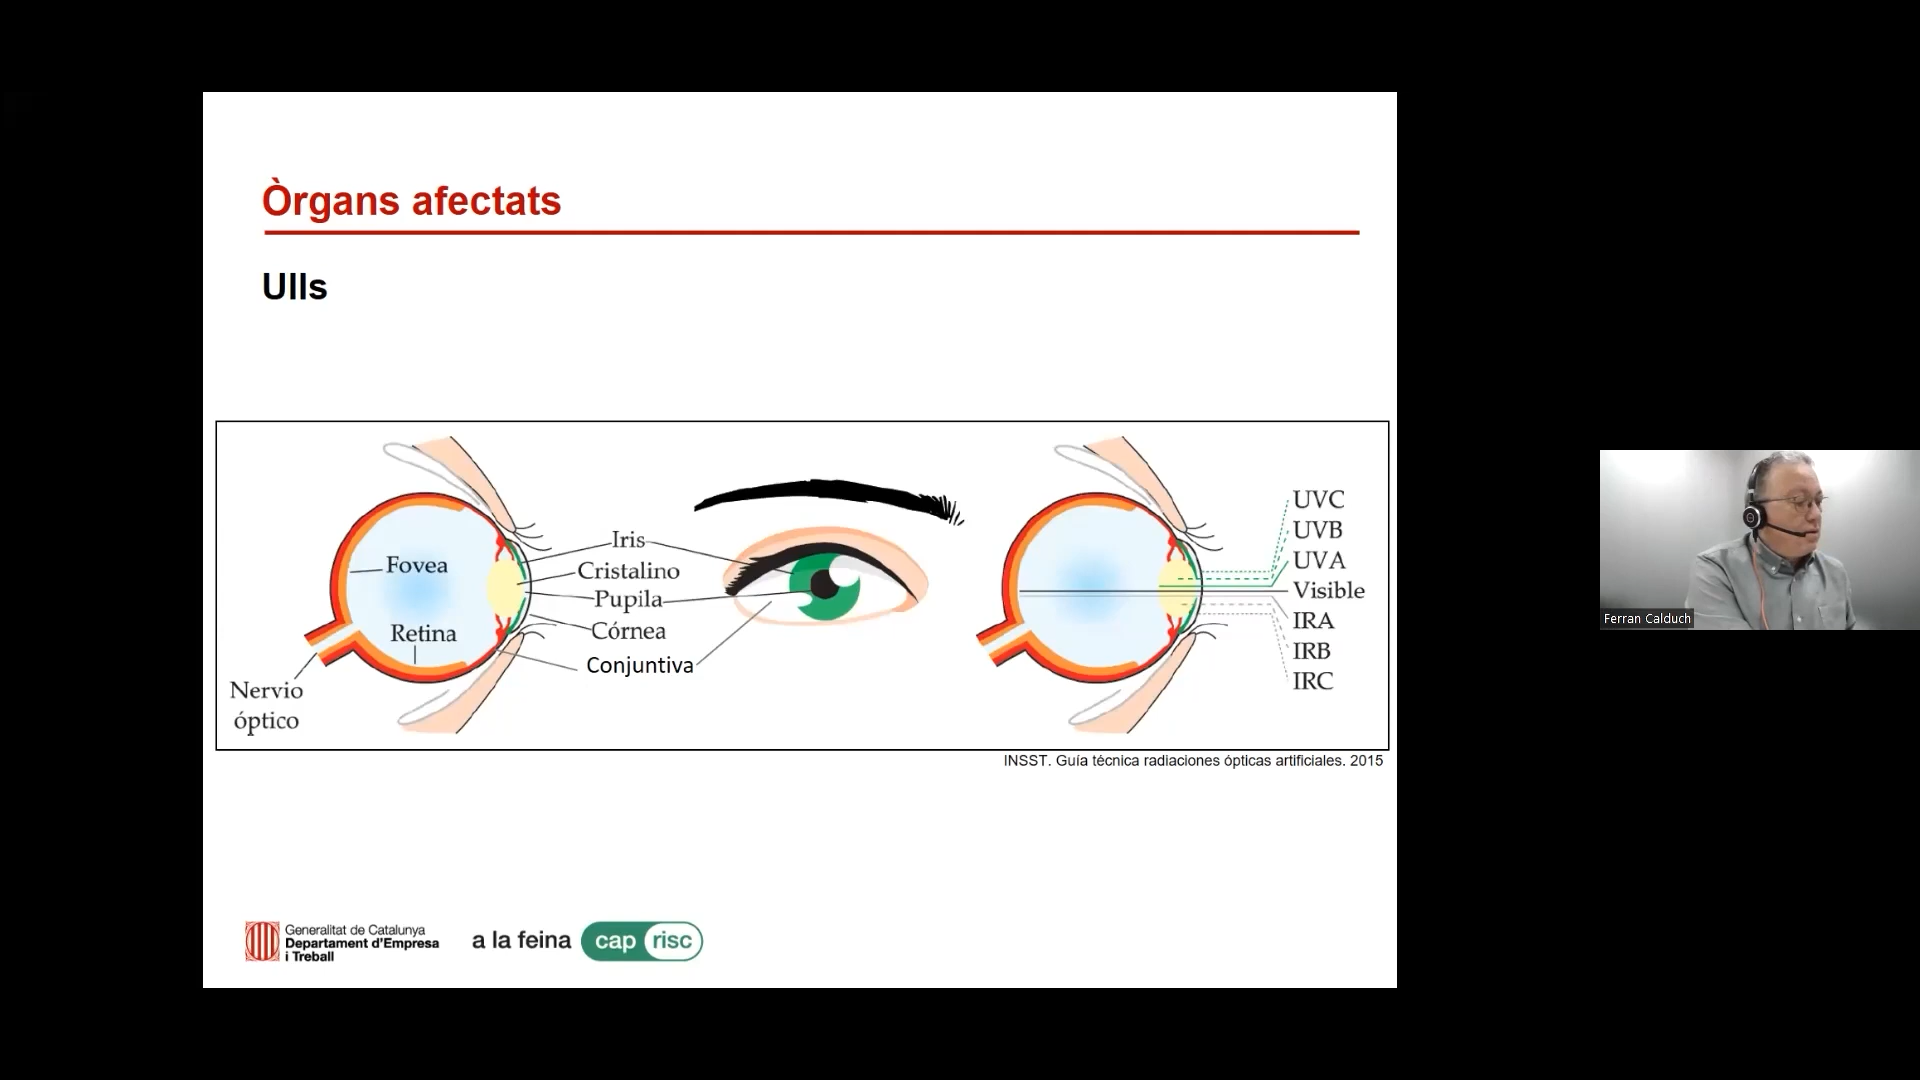 Òrgans afectats
Ulls
Fovea
Retina
Nervio
óptico
Iris
Cristalino
Pupila
Córnea
Conjuntiva
UVC
UVB
UVA
Visible
IRA
IRB
IRC
INSST. Guía técnica radiaciones ópticas artificiales. 2015
Generalitat de Catalunya
Departament d'Empresa
i Treball
a la feina cap risc
Ferran Calduch